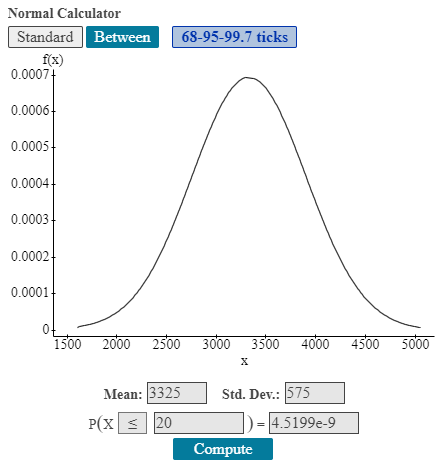 Normal Calculator
Standard Between 68-95-99.7 ticks
f(x)
0.0007
0.0006
0.0005
0.0004
0.0003
0.0002
0.0001
0
1500 2000 2500 3000 3500 4000 4500 5000
x
Mean: 3325 Std. Dev.: 575
P(X ≤ 20 ) = 4.5199e-9
Compute